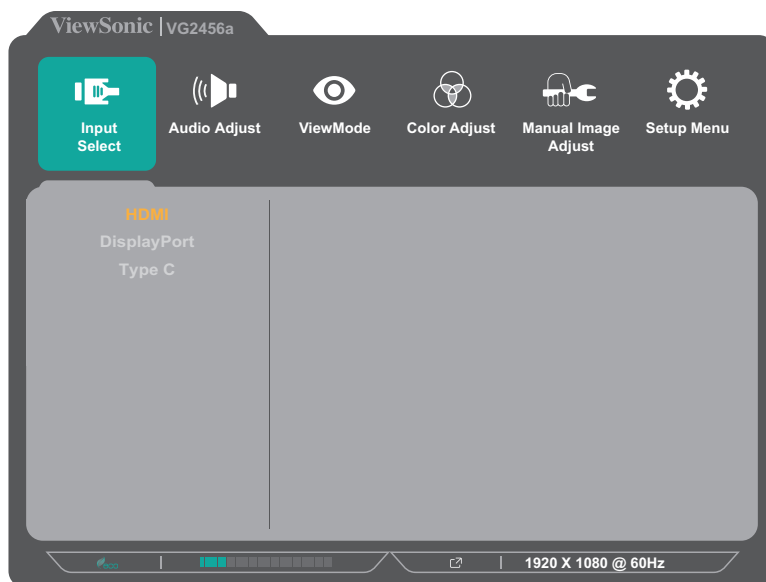 ViewSonic | VG2456a
Input Select
Audio Adjust
ViewMode
Color Adjust
Manual Image Adjust
Setup Menu
HDMI
DisplayPort
Type C
eco
1920 X 1080 @ 60Hz